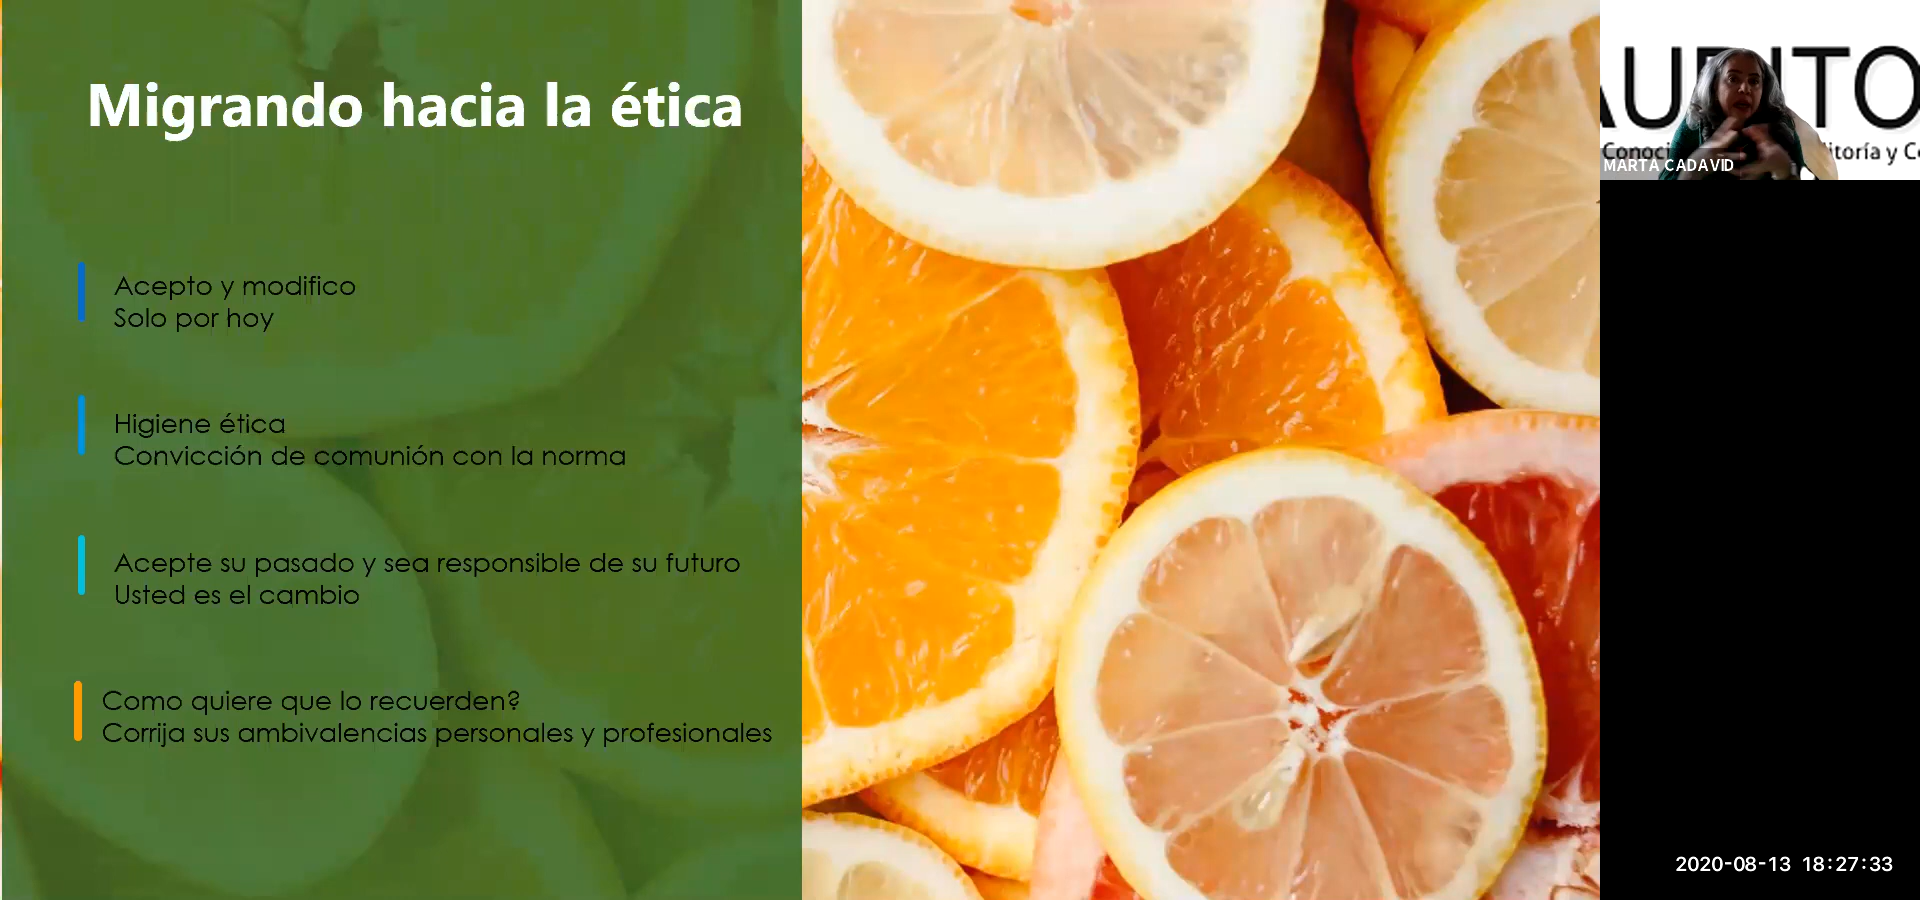 Migrando hacia la ética
Acepto y modifico
Solo por hoy
Higiene ética
Convicción de comunión con la norma
Acepte su pasado y sea responsible de su futuro
Usted es el cambio
Como quiere que lo recuerden?
Corrija sus ambivalencias personales y profesionales
MARTA CADAVID
2020-08-13 18:27:33